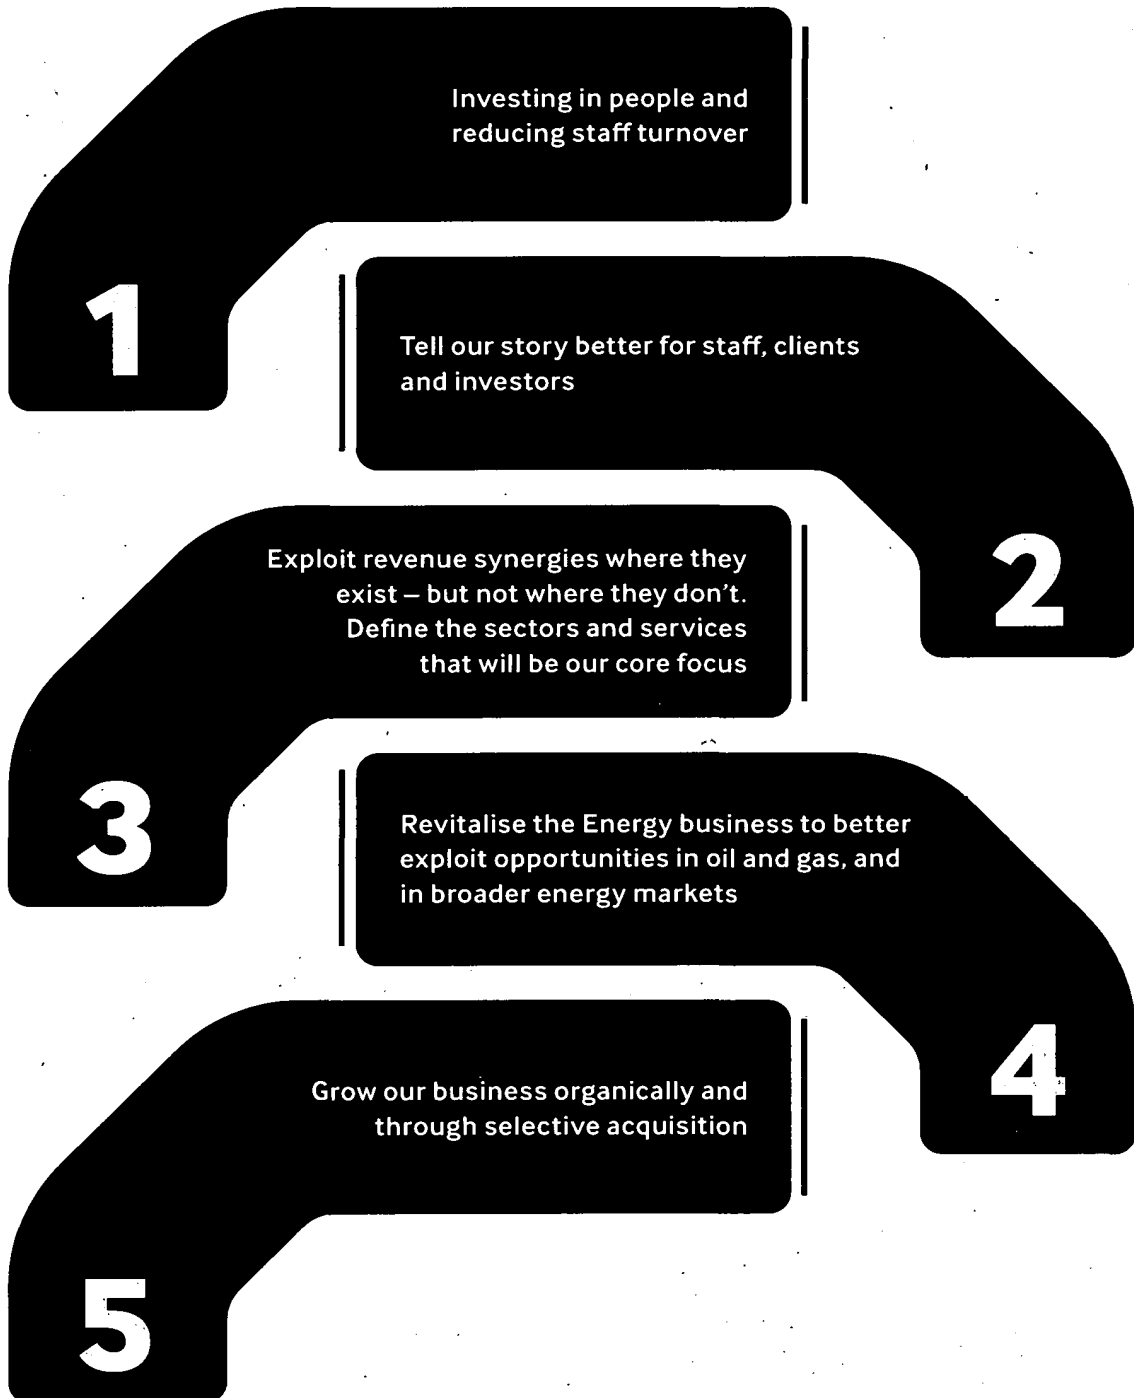 Investing in people and
reducing staff turnover
1
Tell our story better for staff, clients
and investors
2
Exploit revenue synergies where they
exist – but not where they don't.
Define the sectors and services
that will be our core focus
3
Revitalise the Energy business to better
exploit opportunities in oil and gas, and
in broader energy markets
4
Grow our business organically and
through selective acquisition
5